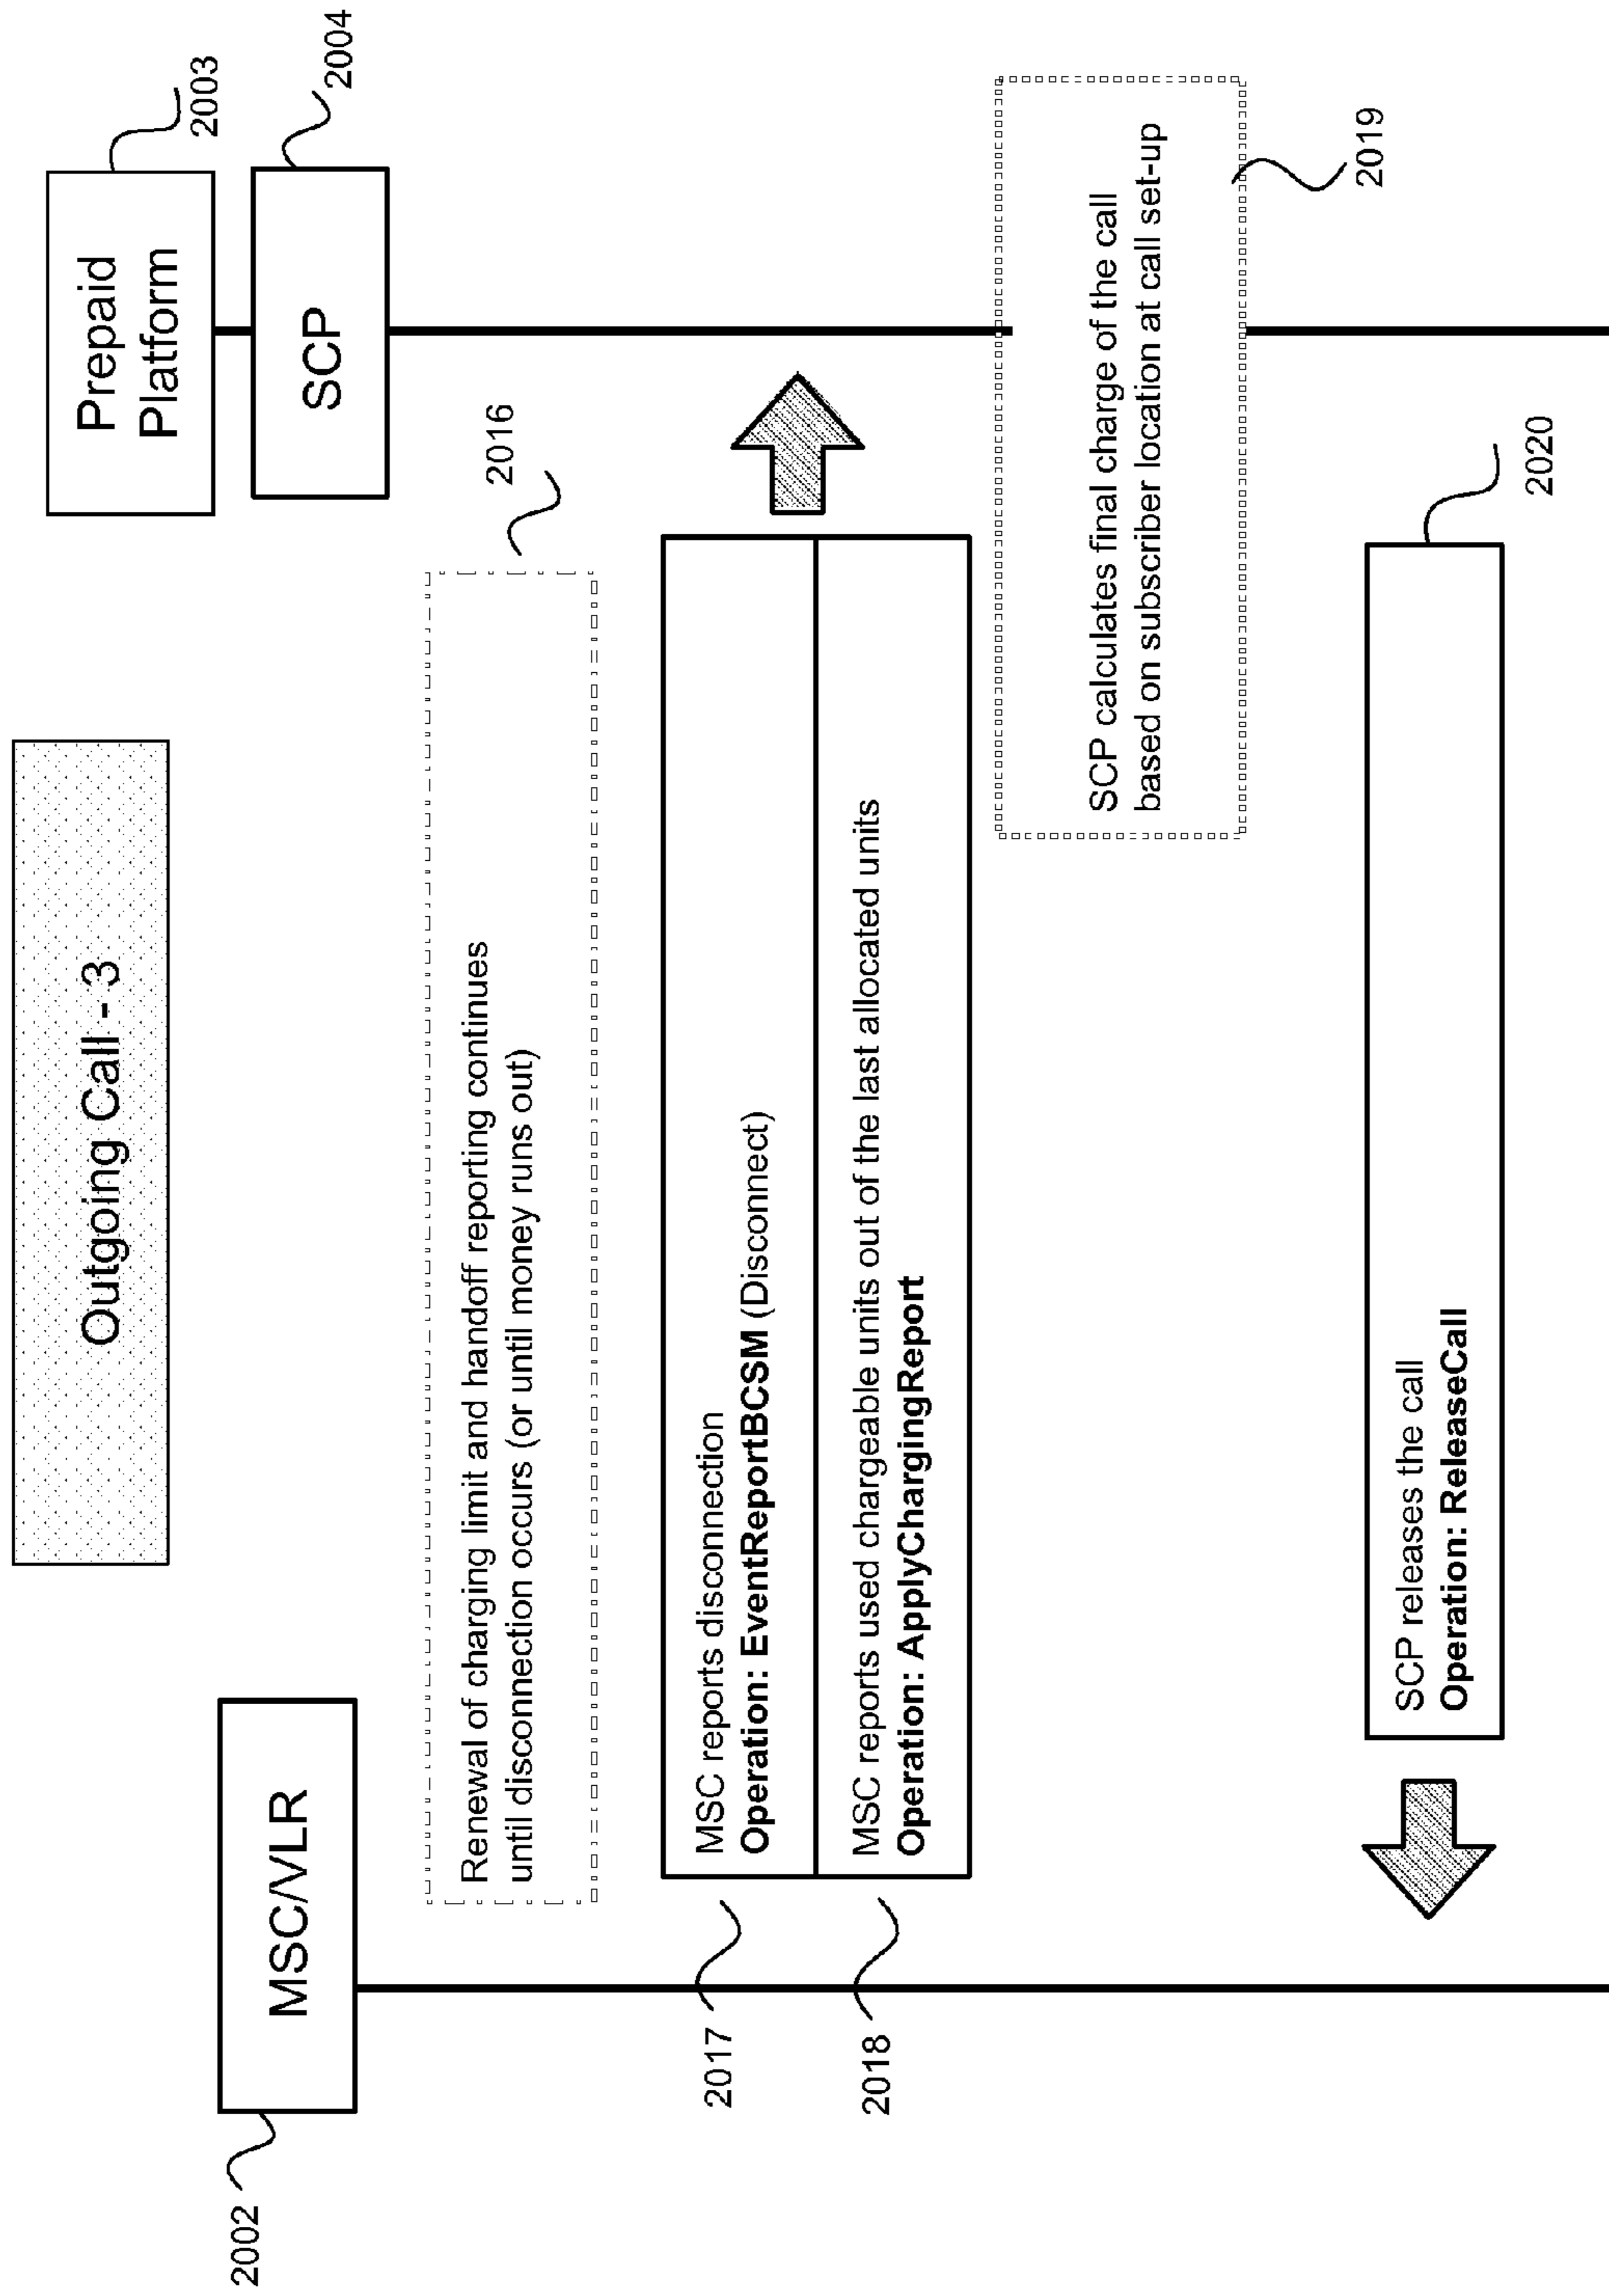 Outgoing Call - 3
2002
MSC/VLR
Prepaid
Platform
2003
SCP
2004
Renewal of charging limit and handoff reporting continues
until disconnection occurs (or until money runs out)
2016
2017
MSC reports disconnection
Operation: EventReportBCSM (Disconnect)
2018
MSC reports used chargeable units out of the last allocated units
Operation: ApplyChargingReport
SCP calculates final charge of the call
based on subscriber location at call set-up
2019
SCP releases the call
Operation: ReleaseCall
2020